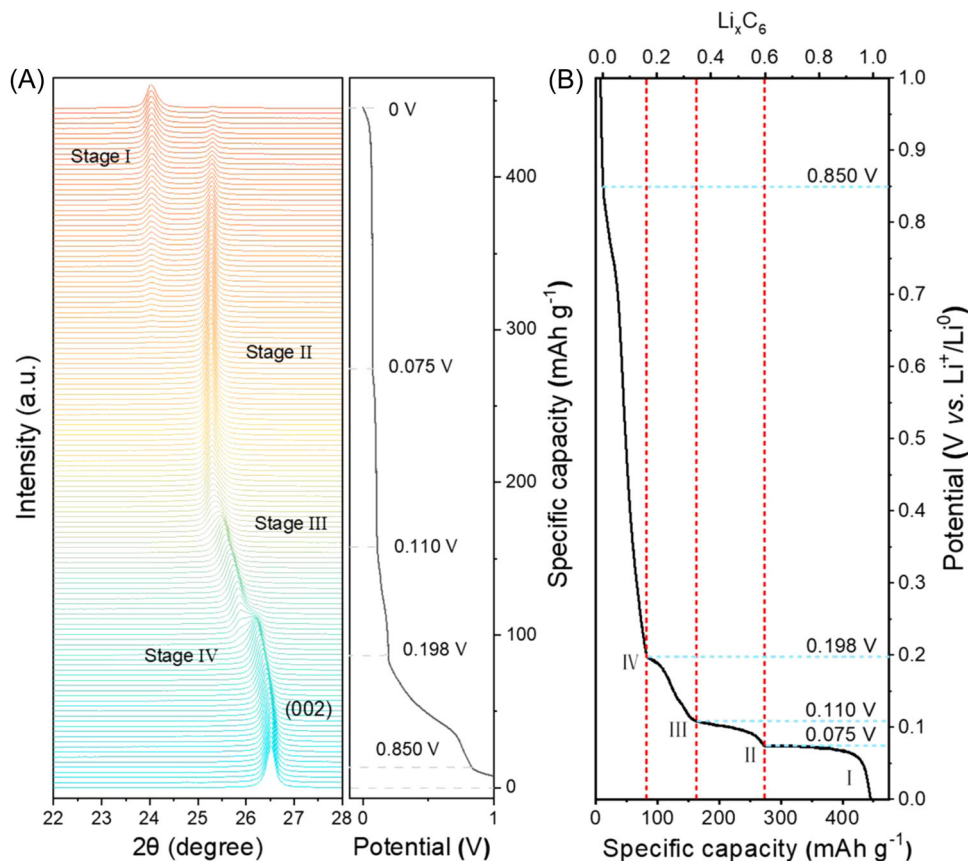 (A)
Stage I
Stage II
Stage III
Stage IV
(002)
Intensity (a.u.)
22 23 24 25 26 27 28
2θ (degree)
0 V
0.075 V
0.110 V
0.198 V
0.850 V
0 1
Potential (V)
400
300
200
100
0
Specific capacity (mAh g⁻¹)
(B)
LiₓC₆
0.0 0.2 0.3 0.4 0.6 0.9 1.0
0.850 V
0.198 V
0.110 V
0.075 V
IV
III
II
I
1.0
0.9
0.8
0.7
0.6
0.5
0.4
0.3
0.2
0.1
0.0
Potential (V vs. Li⁺/Li⁰)
0 100 200 300 400
Specific capacity (mAh g⁻¹)